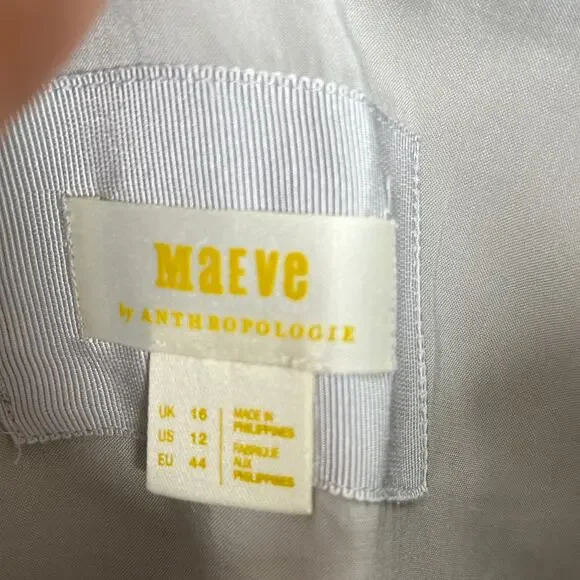 MaEVe
by ANTHROPOLOGIE
UK 16
US 12
EU 44
MADE IN
PHILIPPINES
FABRIQUE
AUX
PHILIPPINES